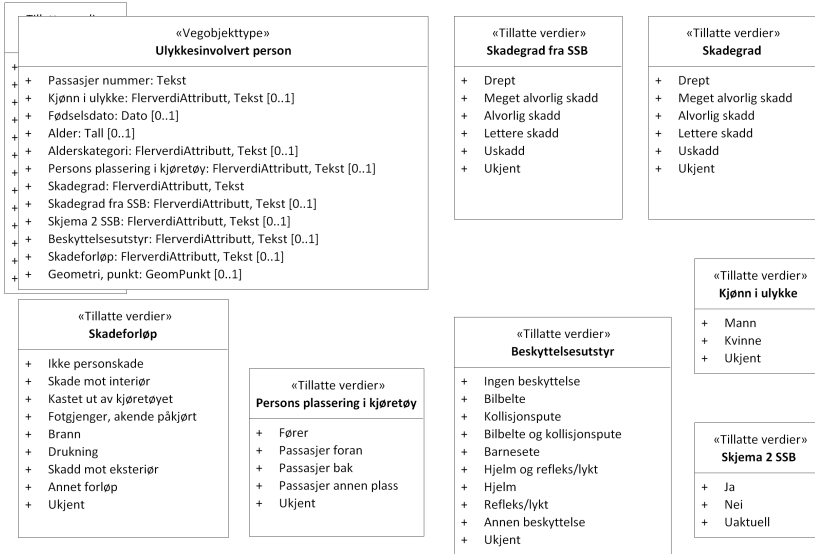 «Vegobjekttype»
Ulykkesinvolvert person
+ Passasjer nummer: Tekst
+ Kjønn i ulykke: FlerverdiAttributt, Tekst [0..1]
+ Fødselsdato: Dato [0..1]
+ Alder: Tall [0..1]
+ Alderskategori: FlerverdiAttributt, Tekst [0..1]
+ Persons plassering i kjøretøy: FlerverdiAttributt, Tekst [0..1]
+ Skadegrad: FlerverdiAttributt, Tekst
+ Skadegrad fra SSB: FlerverdiAttributt, Tekst [0..1]
+ Skjema 2 SSB: FlerverdiAttributt, Tekst [0..1]
+ Beskyttelsesutstyr: FlerverdiAttributt, Tekst [0..1]
+ Skadeforløp: FlerverdiAttributt, Tekst [0..1]
+ Geometri, punkt: GeomPunkt [0..1]
«Tillatte verdier»
Skadegrad fra SSB
+ Drept
+ Meget alvorlig skadd
+ Alvorlig skadd
+ Lettere skadd
+ Uskadd
+ Ukjent
«Tillatte verdier»
Skadegrad
+ Drept
+ Meget alvorlig skadd
+ Alvorlig skadd
+ Lettere skadd
+ Uskadd
+ Ukjent
«Tillatte verdier»
Kjønn i ulykke
+ Mann
+ Kvinne
+ Ukjent
«Tillatte verdier»
Skadeforløp
+ Ikke personskade
+ Skade mot interiør
+ Kastet ut av kjøretøyet
+ Fotgjenger, akende påkjørt
+ Brann
+ Drukning
+ Skadd mot eksteriør
+ Annet forløp
+ Ukjent
«Tillatte verdier»
Persons plassering i kjøretøy
+ Fører
+ Passasjer foran
+ Passasjer bak
+ Passasjer annen plass
+ Ukjent
«Tillatte verdier»
Beskyttelsesutstyr
+ Ingen beskyttelse
+ Bilbelte
+ Kollisjonspute
+ Bilbelte og kollisjonspute
+ Barnesete
+ Hjelm og refleks/lykt
+ Hjelm
+ Refleks/lykt
+ Annen beskyttelse
+ Ukjent
«Tillatte verdier»
Skjema 2 SSB
+ Ja
+ Nei
+ Uaktuell